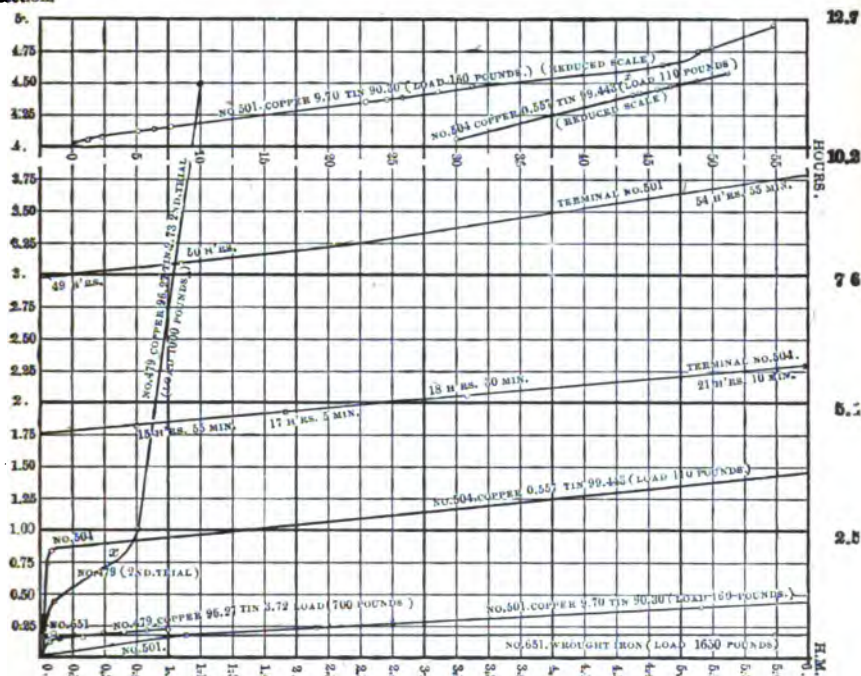 5.
12.7
4.75
4.50
4.25
4.
NO.501. COPPER 9.70 TIN 90.30 (LOAD 160 POUNDS.) (REDUCED SCALE)
NO.504 COPPER 0.557 TIN 99.443 (LOAD 110 POUNDS)
(REDUCED SCALE)
0 5 10 15 20 25 30 35 40 45 50 55
HOURS.
10.2
3.75
3.50
3.25
3.
TERMINAL NO.501
54 H'RS. 55 MIN.
50 H'RS.
49 H'RS.
7 6
2.75
2.50
2.25
2.
NO.479 COPPER 96.27 TIN 3.73 2ND.TRIAL
(LOAD 1000 POUNDS.)
TERMINAL NO.504.
18 H'RS. 30 MIN.
21 H'RS. 10 MIN.
17 H'RS. 5 MIN.
15 H'RS. 55 MIN.
5.
1.75
1.50
1.25
1.00
NO.504.COPPER 0.557 TIN 99.443 (LOAD 110 POUNDS.)
2.5
NO.504
x
0.75
NO.479 (2ND.TRIAL)
0.50
0.25
NO.651
NO.479 COPPER 96.27 TIN 3.72 LOAD (700 POUNDS)
NO.501.COPPER 9.70 TIN 90.30 (LOAD 160 POUNDS.)
NO.501.
NO.651.WROUGHT IRON (LOAD 1650 POUNDS)
H.M.